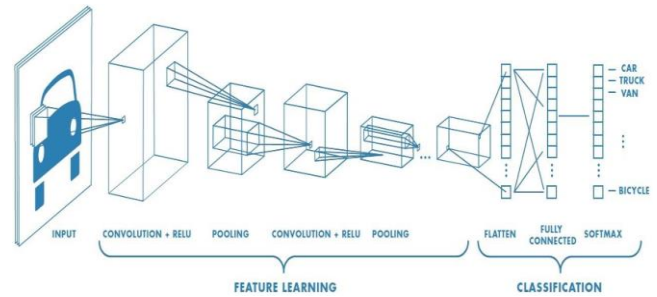 CAR
TRUCK
VAN
BICYCLE
INPUT
CONVOLUTION + RELU
POOLING
CONVOLUTION + RELU
POOLING
FLATTEN
FULLY
CONNECTED
SOFTMAX
FEATURE LEARNING
CLASSIFICATION